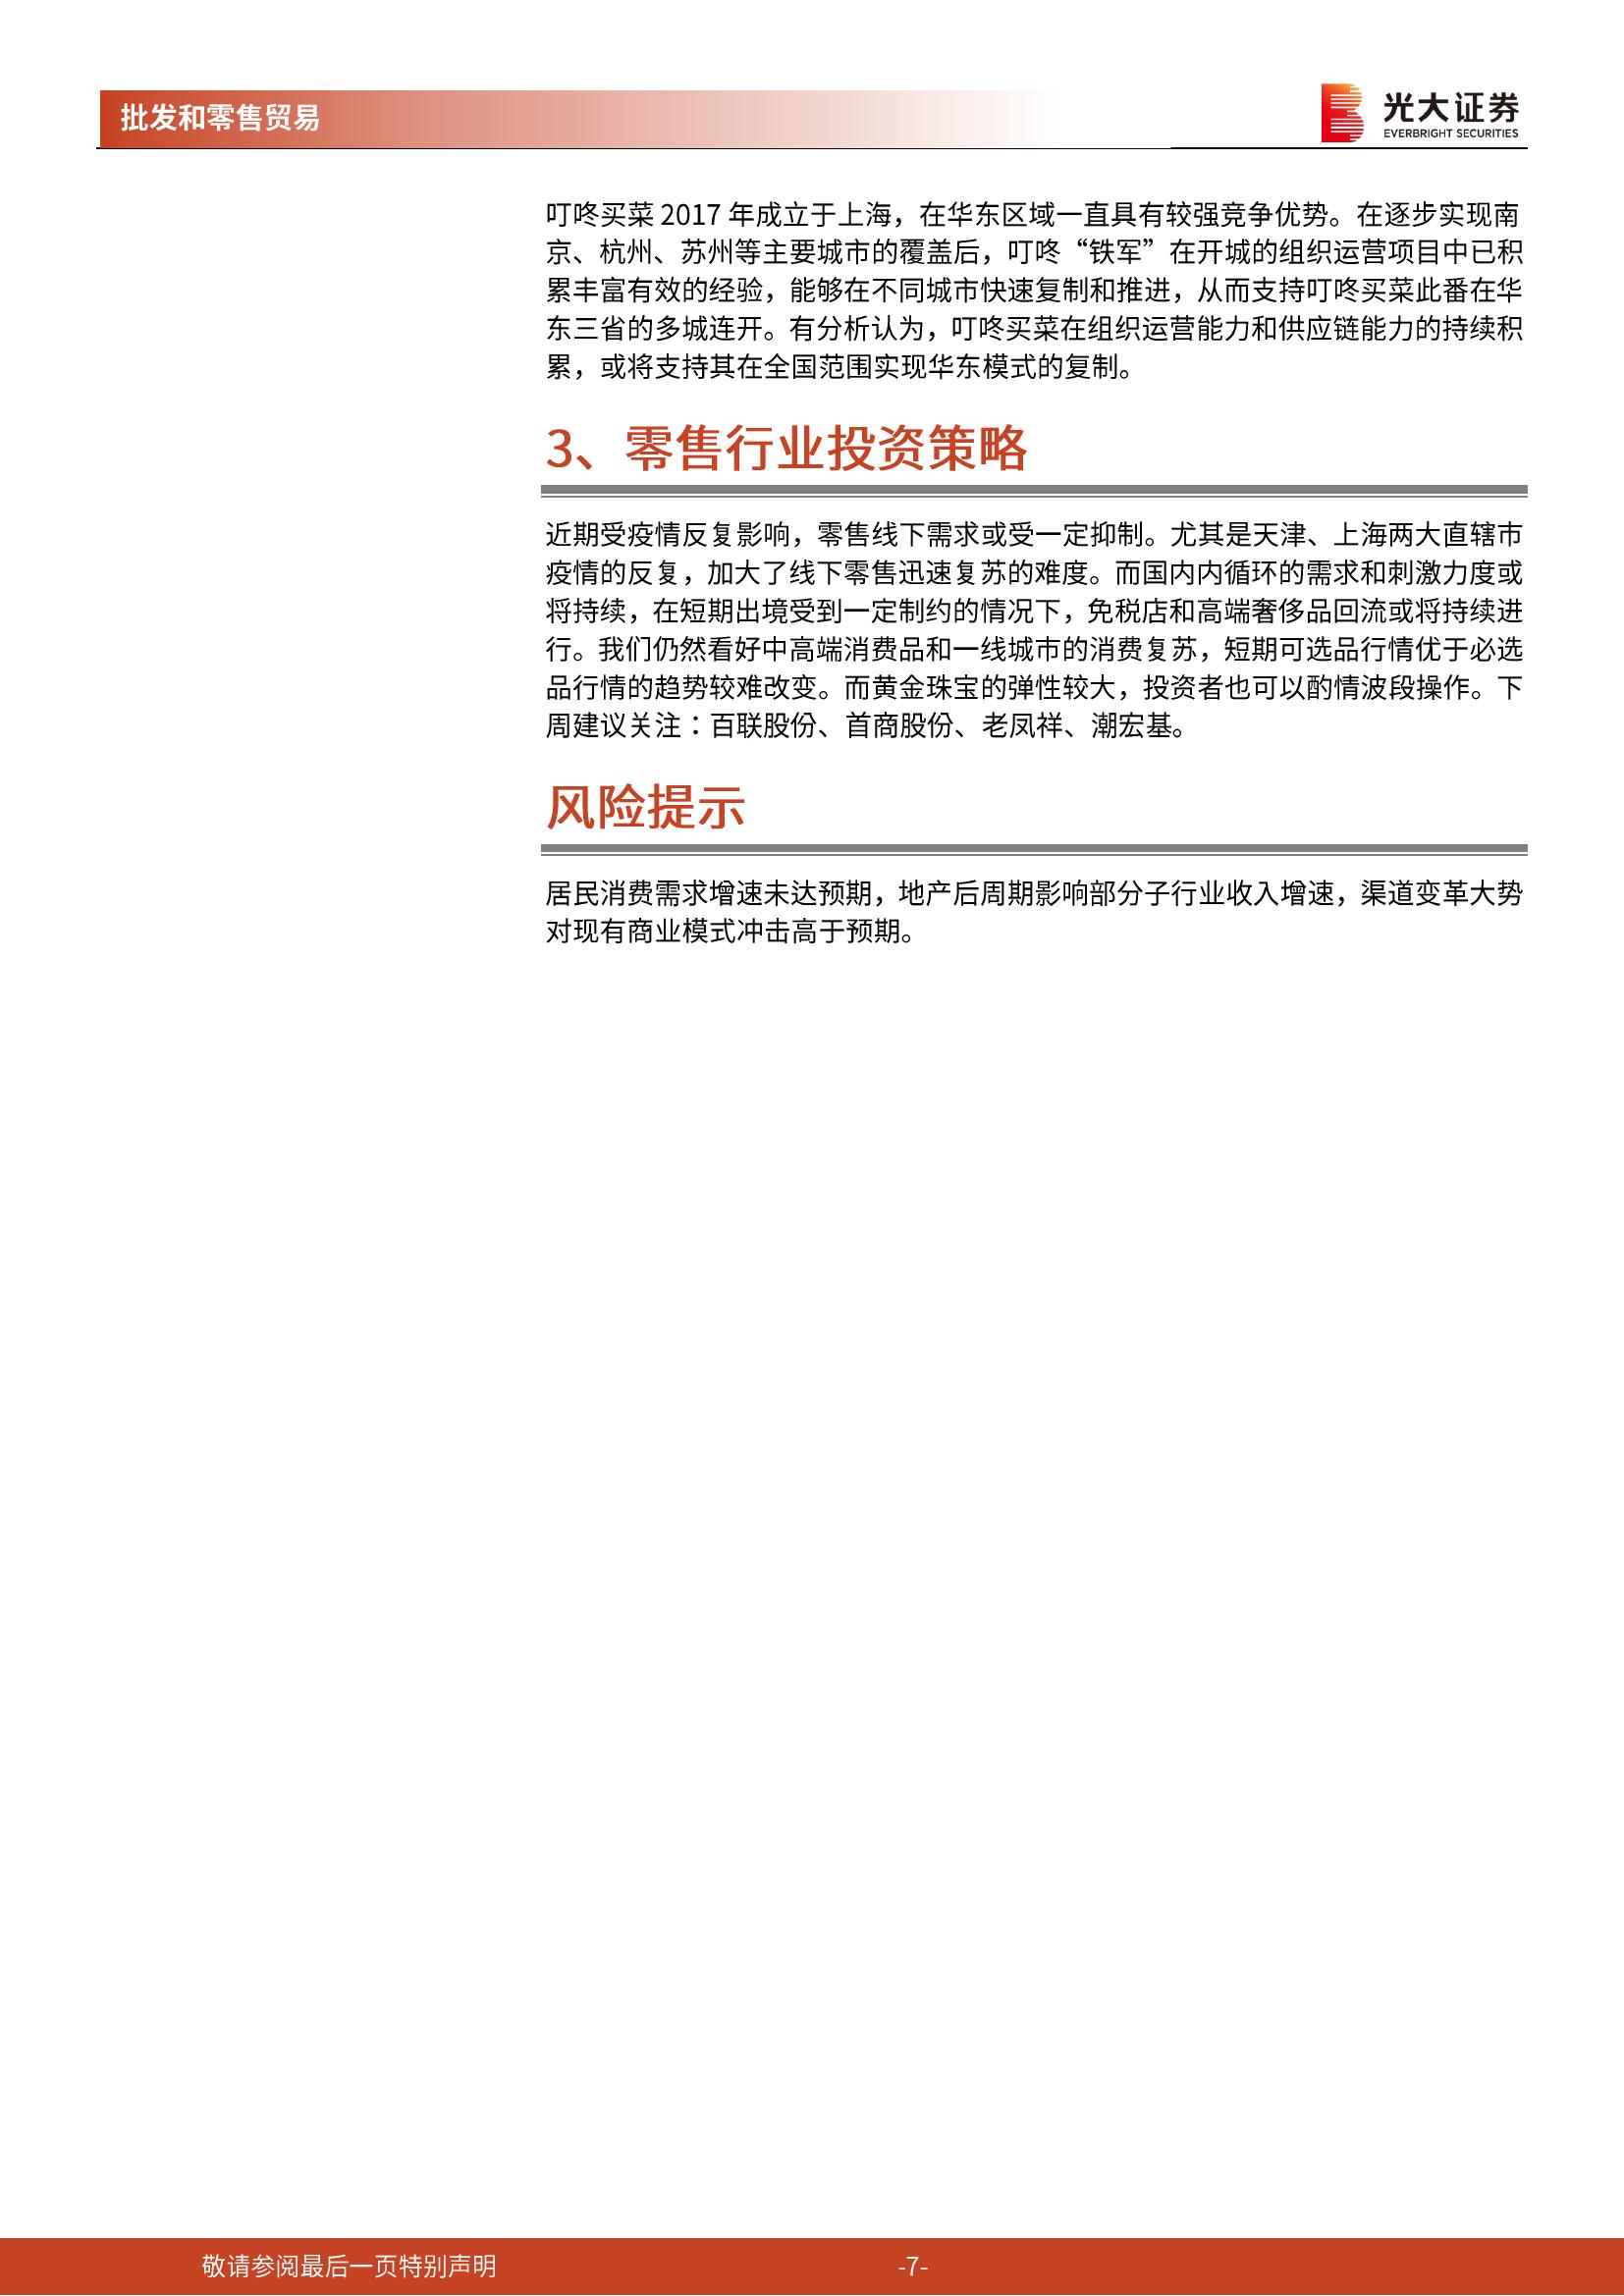 批发和零售贸易
光大证券
EVERBRIGHT SECURITIES
叮咚买菜 2017 年成立于上海，在华东区域一直具有较强竞争优势。在逐步实现南
京、杭州、苏州等主要城市的覆盖后，叮咚“铁军”在开城的组织运营项目中已积
累丰富有效的经验，能够在不同城市快速复制和推进，从而支持叮咚买菜此番在华
东三省的多城连开。有分析认为，叮咚买菜在组织运营能力和供应链能力的持续积
累，或将支持其在全国范围实现华东模式的复制。
3、零售行业投资策略
近期受疫情反复影响，零售线下需求或受一定抑制。尤其是天津、上海两大直辖市
疫情的反复，加大了线下零售迅速复苏的难度。而国内内循环的需求和刺激力度或
将持续，在短期出境受到一定制约的情况下，免税店和高端奢侈品回流或将持续进
行。我们仍然看好中高端消费品和一线城市的消费复苏，短期可选品行情优于必选
品行情的趋势较难改变。而黄金珠宝的弹性较大，投资者也可以酌情波段操作。下
周建议关注：百联股份、首商股份、老凤祥、潮宏基。
风险提示
居民消费需求增速未达预期，地产后周期影响部分子行业收入增速，渠道变革大势
对现有商业模式冲击高于预期。
敬请参阅最后一页特别声明
-7-